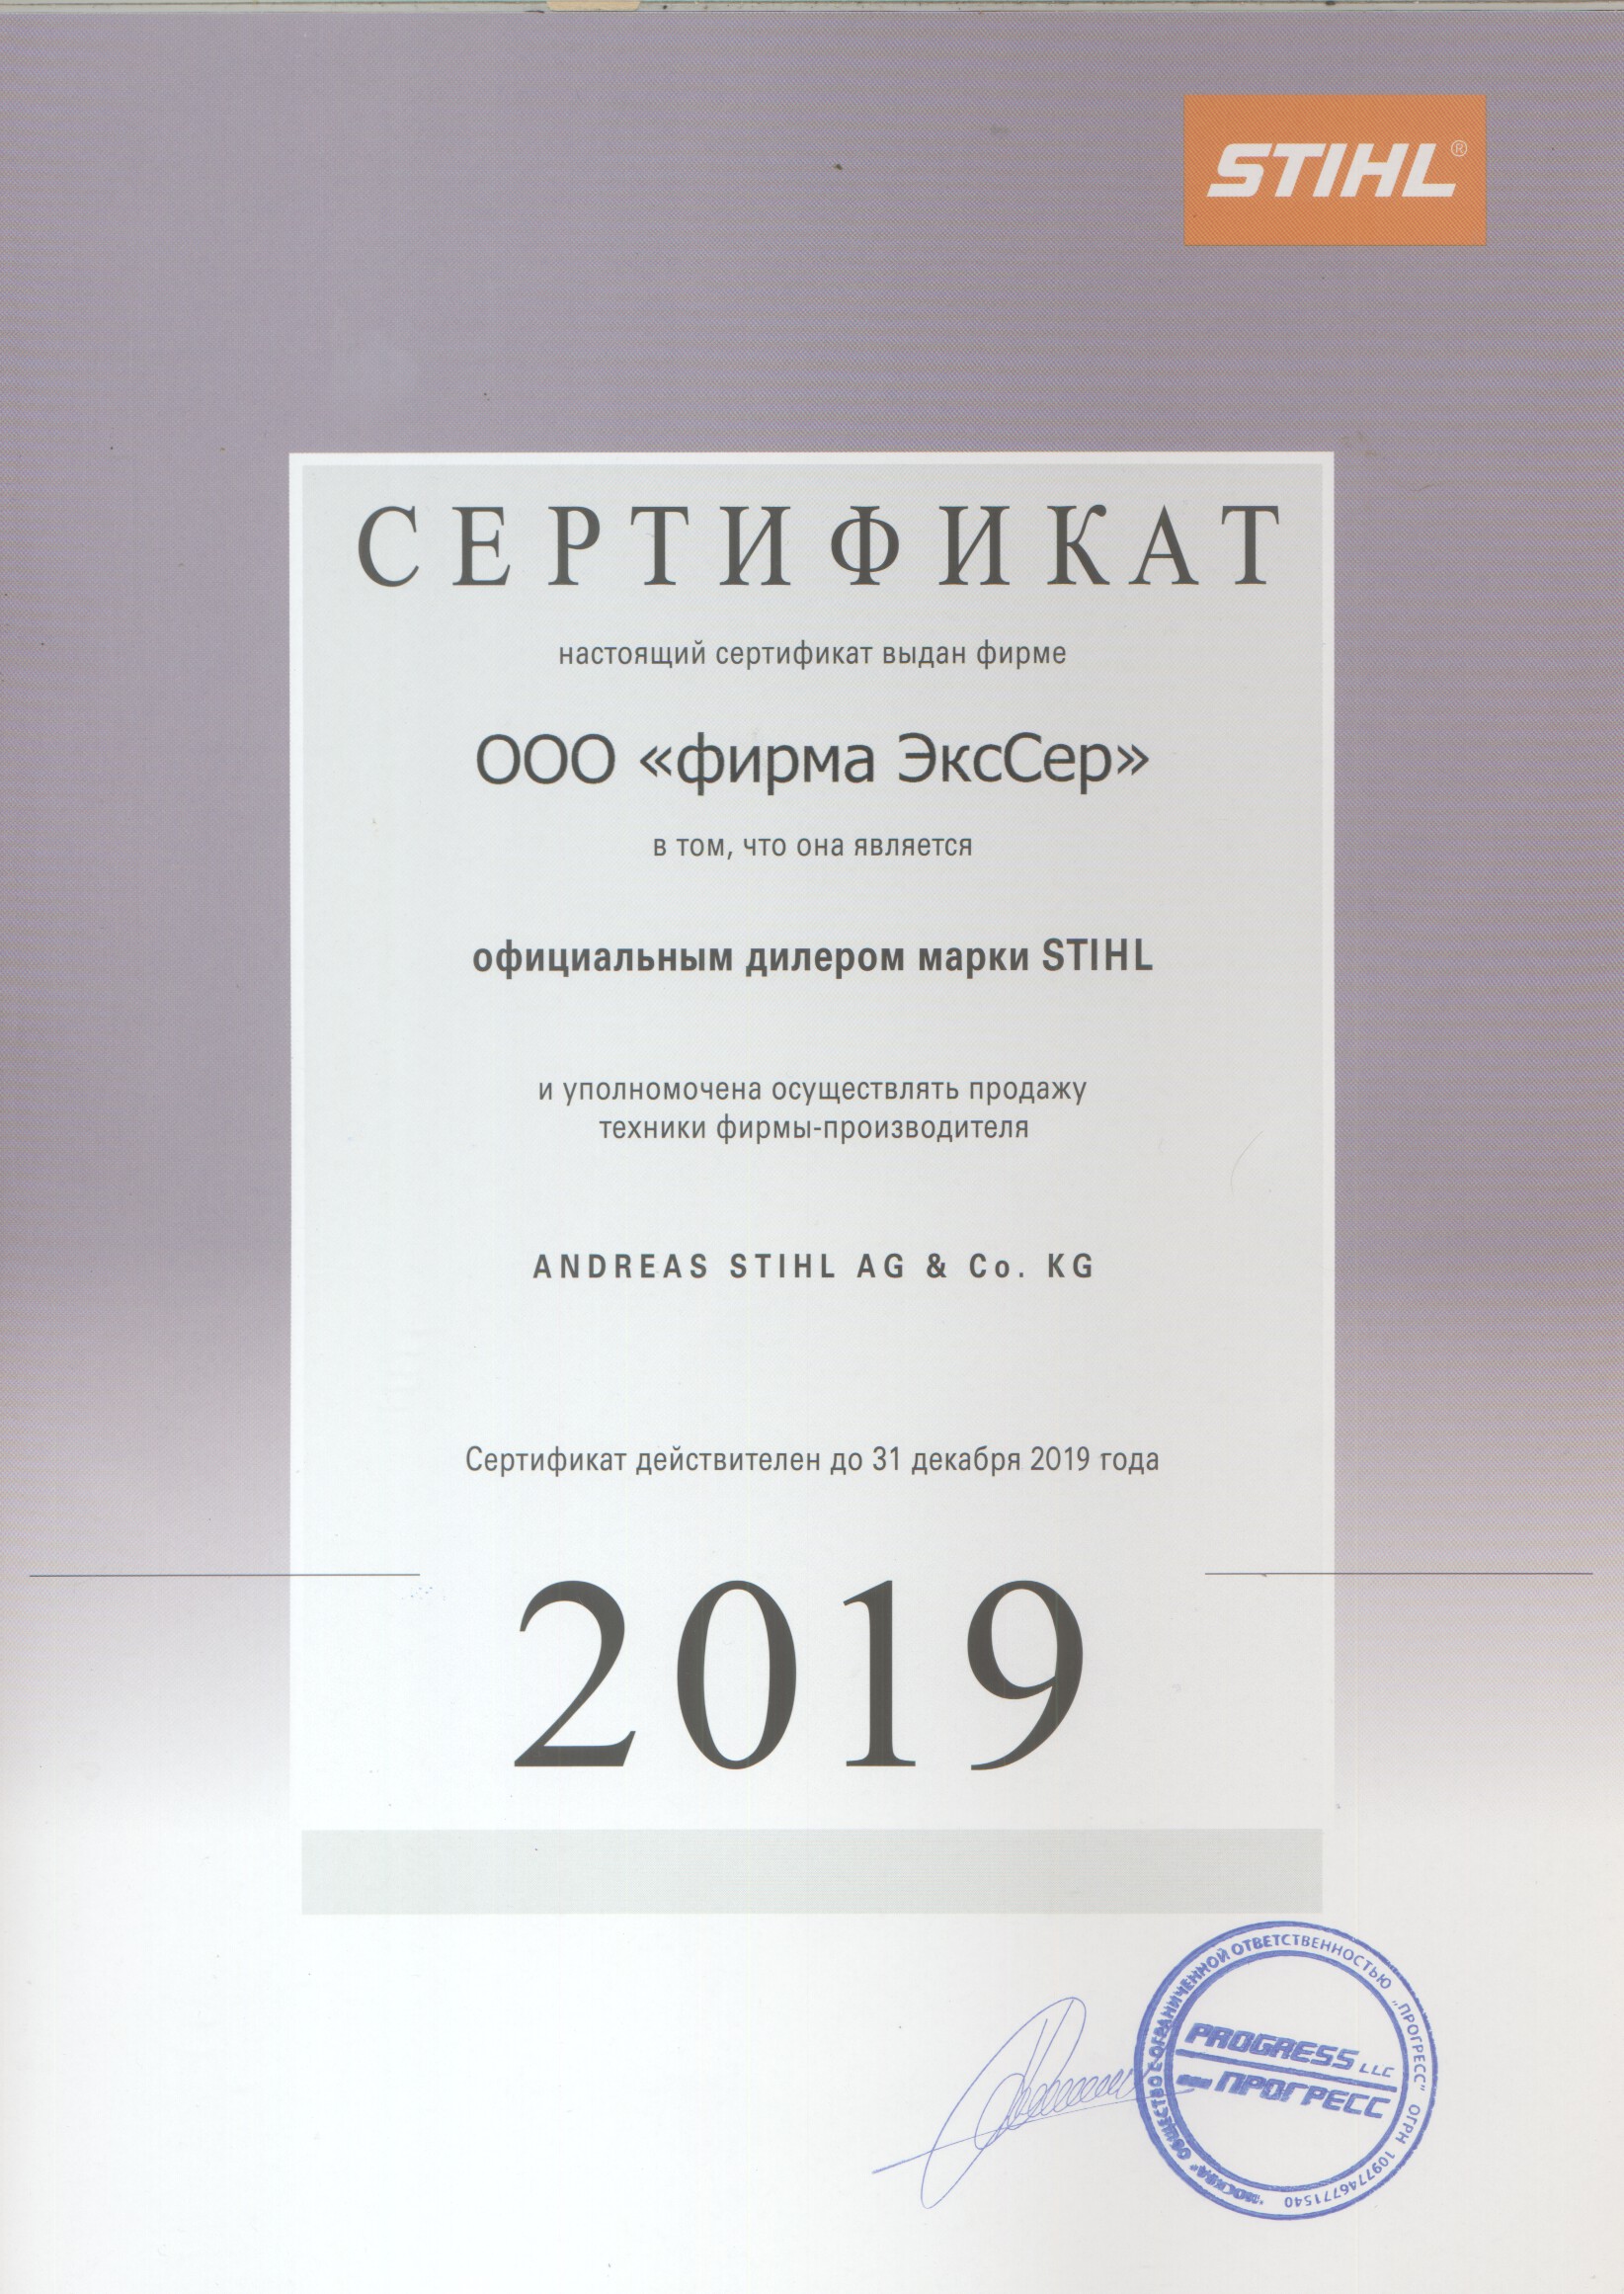 STIHL®
СЕРТИФИКАТ
настоящий сертификат выдан фирме
ООО «фирма ЭксСер»
в том, что она является
официальным дилером марки STIHL
и уполномочена осуществлять продажу
техники фирмы-производителя
ANDREAS STIHL AG & Co. KG
Сертификат действителен до 31 декабря 2019 года
2019
ОБЩЕСТВО С ОГРАНИЧЕННОЙ ОТВЕТСТВЕННОСТЬЮ „ПРОГРЕСС" ОГРН 1097746771540 *МОСКВА*
PROGRESS LLC
ООО ПРОГРЕСС